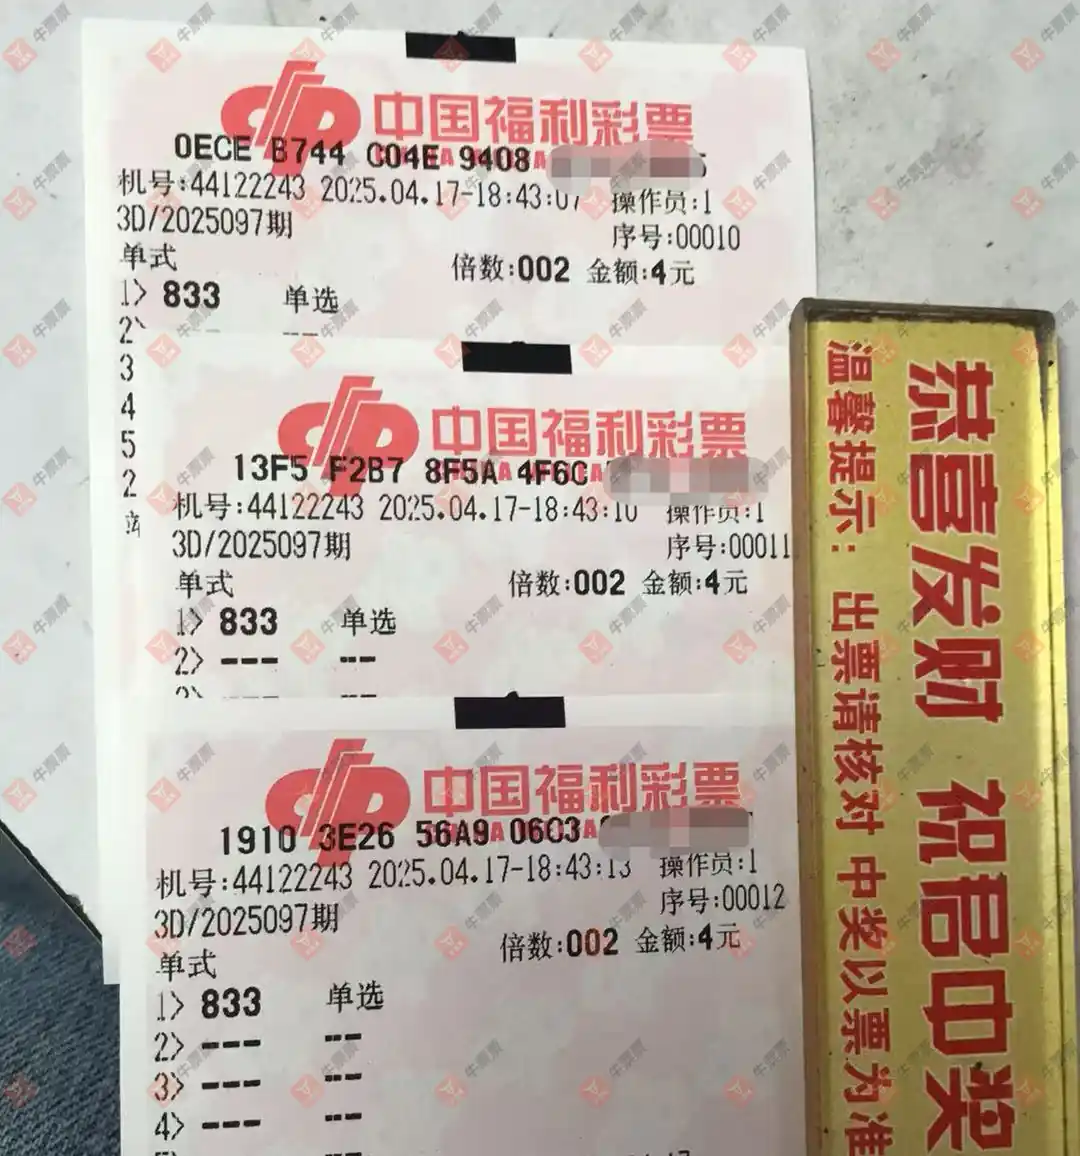 中国福利彩票
0ECE B744 C04E 9408
机号:44122243 2025.04.17-18:43:07 操作员:1
3D/2025097期
序号:00010
单式
倍数:002 金额:4元
1> 833 单选
2
3
4
5
2
中国福利彩票
13F5 F2B7 8F5A 4F6C
机号:44122243 2025.04.17-18:43:10 操作员:1
3D/2025097期
序号:00011
单式
倍数:002 金额:4元
1> 833 单选
2> --- --
中国福利彩票
1910 3E26 56A9 0603
机号:44122243 2025.04.17-18:43:13 操作员:1
3D/2025097期
序号:00012
单式
倍数:002 金额:4元
1> 833 单选
2> --- --
3> --- --
4> --- --
恭喜发财 祝君中奖
温馨提示: 出票请核对 中奖以票为准
牛票票